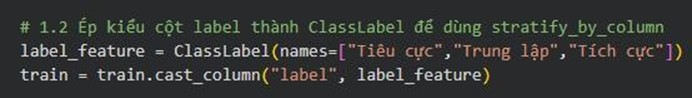 # 1.2 Ép kiểu cột label thành ClassLabel để dùng stratify_by_column
label_feature = ClassLabel(names=["Tiêu cực","Trung lập","Tích cực"])
train = train.cast_column("label", label_feature)